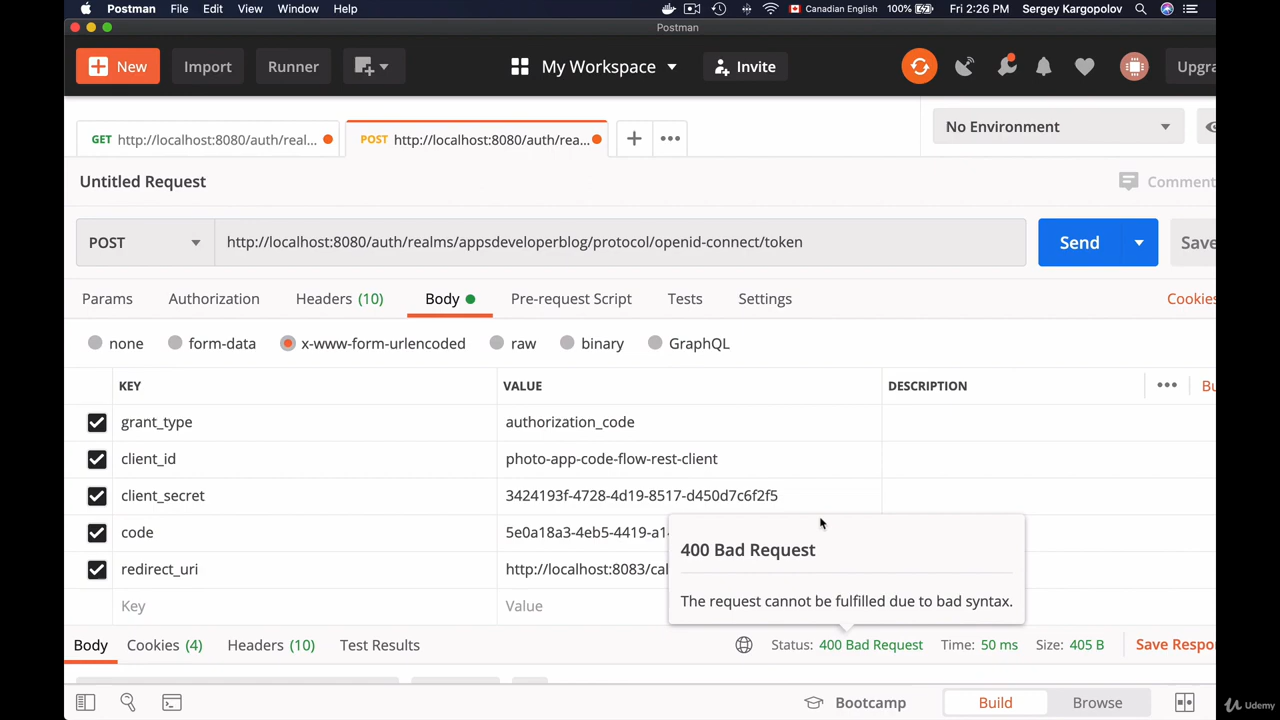 Postman File Edit View Window Help Canadian English 100% Fri 2:26 PM Sergey Kargopolov
Postman
New Import Runner My Workspace Invite Upgra
GET http://localhost:8080/auth/real... POST http://localhost:8080/auth/rea... No Environment
Untitled Request Comment
POST http://localhost:8080/auth/realms/appsdeveloperblog/protocol/openid-connect/token Send Save
Params Authorization Headers (10) Body Pre-request Script Tests Settings Cookies
none form-data x-www-form-urlencoded raw binary GraphQL
KEY VALUE DESCRIPTION Bu
grant_type authorization_code
client_id photo-app-code-flow-rest-client
client_secret 3424193f-4728-4d19-8517-d450d7c6f2f5
code 5e0a18a3-4eb5-4419-a1
400 Bad Request
redirect_uri http://localhost:8083/cal
The request cannot be fulfilled due to bad syntax.
Key Value
Body Cookies (4) Headers (10) Test Results Status: 400 Bad Request Time: 50 ms Size: 405 B Save Respo
Bootcamp Build Browse
Udemy